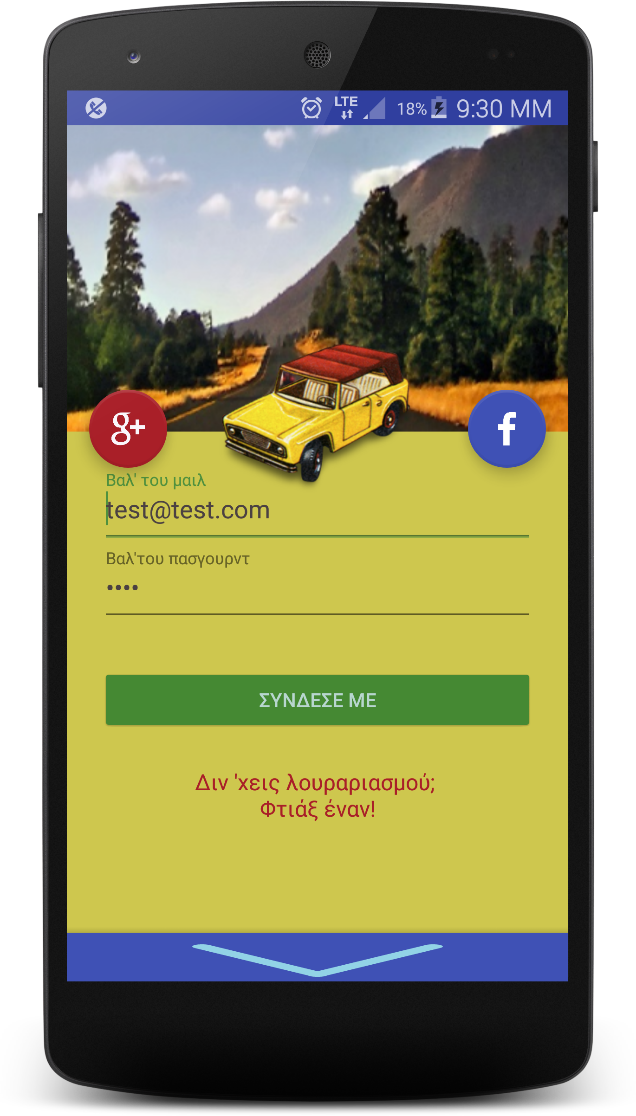 LTE
18% 9:30 MM
g+ f
Βαλ' του μαιλ
test@test.com
Βαλ'του πασγουρντ
••••
ΣΥΝΔΕΣΕ ΜΕ
Διν 'χεις λουραριασμού;
Φτιάξ έναν!